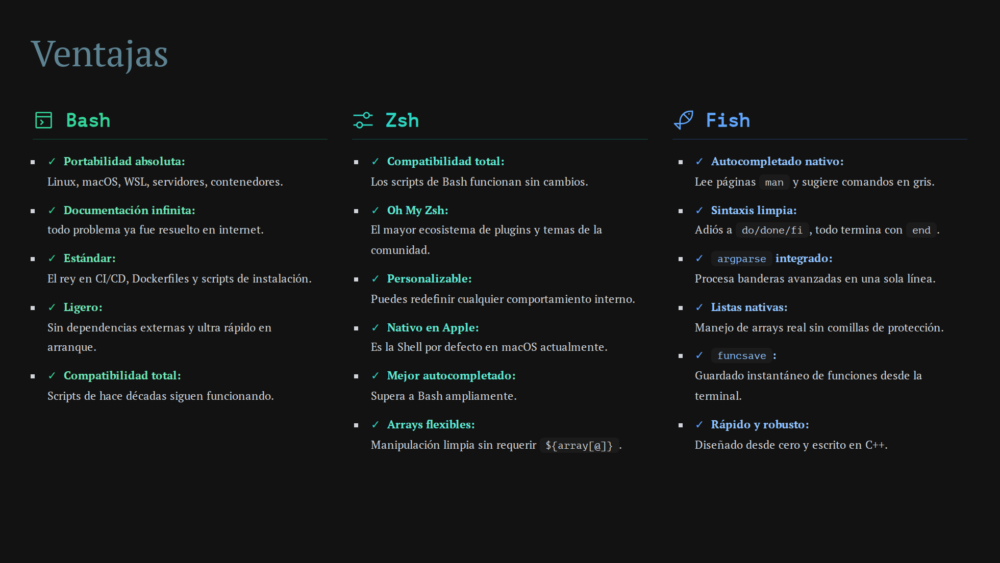 Ventajas
Bash
✓ Portabilidad absoluta:
Linux, macOS, WSL, servidores, contenedores.
✓ Documentación infinita:
todo problema ya fue resuelto en internet.
✓ Estándar:
El rey en CI/CD, Dockerfiles y scripts de instalación.
✓ Ligero:
Sin dependencias externas y ultra rápido en
arranque.
✓ Compatibilidad total:
Scripts de hace décadas siguen funcionando.
Zsh
✓ Compatibilidad total:
Los scripts de Bash funcionan sin cambios.
✓ Oh My Zsh:
El mayor ecosistema de plugins y temas de la
comunidad.
✓ Personalizable:
Puedes redefinir cualquier comportamiento interno.
✓ Nativo en Apple:
Es la Shell por defecto en macOS actualmente.
✓ Mejor autocompletado:
Supera a Bash ampliamente.
✓ Arrays flexibles:
Manipulación limpia sin requerir ${array[@]}.
Fish
✓ Autocompletado nativo:
Lee páginas man y sugiere comandos en gris.
✓ Sintaxis limpia:
Adiós a do/done/fi, todo termina con end.
✓ argparse integrado:
Procesa banderas avanzadas en una sola línea.
✓ Listas nativas:
Manejo de arrays real sin comillas de protección.
✓ funcsave:
Guardado instantáneo de funciones desde la
terminal.
✓ Rápido y robusto:
Diseñado desde cero y escrito en C++.